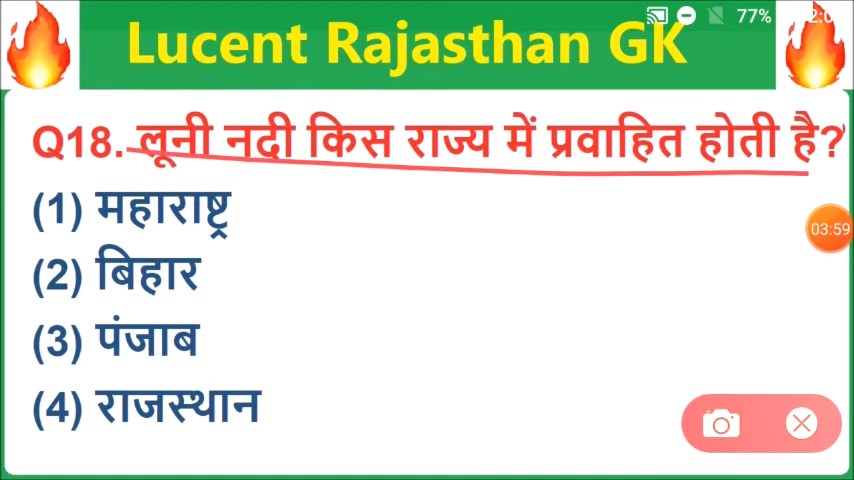 77%
Lucent Rajasthan GK
Q18. लूनी नदी किस राज्य में प्रवाहित होती है?
(1) महाराष्ट्र
(2) बिहार
03:59
(3) पंजाब
(4) राजस्थान